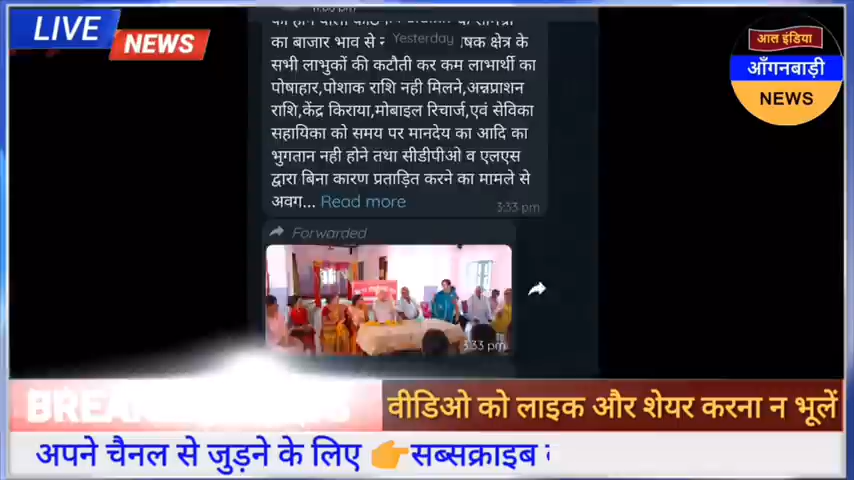 LIVE
NEWS
आल इंडिया
आँगनबाड़ी
NEWS
का बाजार भाव से
Yesterday
षक क्षेत्र के
सभी लाभुकों की कटौती कर कम लाभार्थी का
पोषाहार,पोशाक राशि नही मिलने,अन्नप्राशन
राशि,केंद्र किराया,मोबाइल रिचार्ज,एवं सेविका
सहायिका को समय पर मानदेय का आदि का
भुगतान नही होने तथा सीडीपीओ व एलएस
द्वारा बिना कारण प्रताड़ित करने का मामले से
अवग... Read more
3:33 pm
Forwarded
3:33 pm
वीडिओ को लाइक और शेयर करना न भूलें
अपने चैनल से जुड़ने के लिए 👉सब्सक्राइब